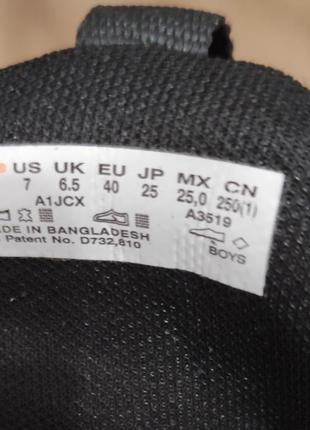 US UK EU JP MX CN
7 6.5 40 25 25,0 250(1)
A1JCX A3519
MADE IN BANGLADESH
Patent No. D732,810
BOYS